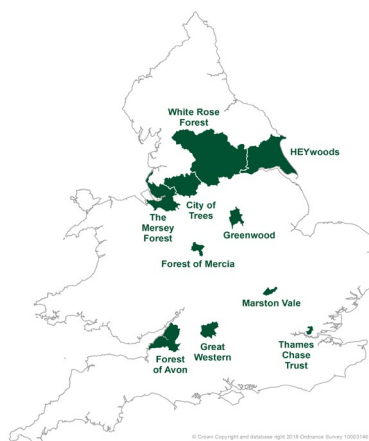 White Rose
Forest
HEYwoods
City of
Trees
The
Mersey
Forest
Greenwood
Forest of Mercia
Marston Vale
Forest
of Avon
Great
Western
Thames
Chase
Trust
© Crown Copyright and database right 2018 Ordnance Survey 10003146